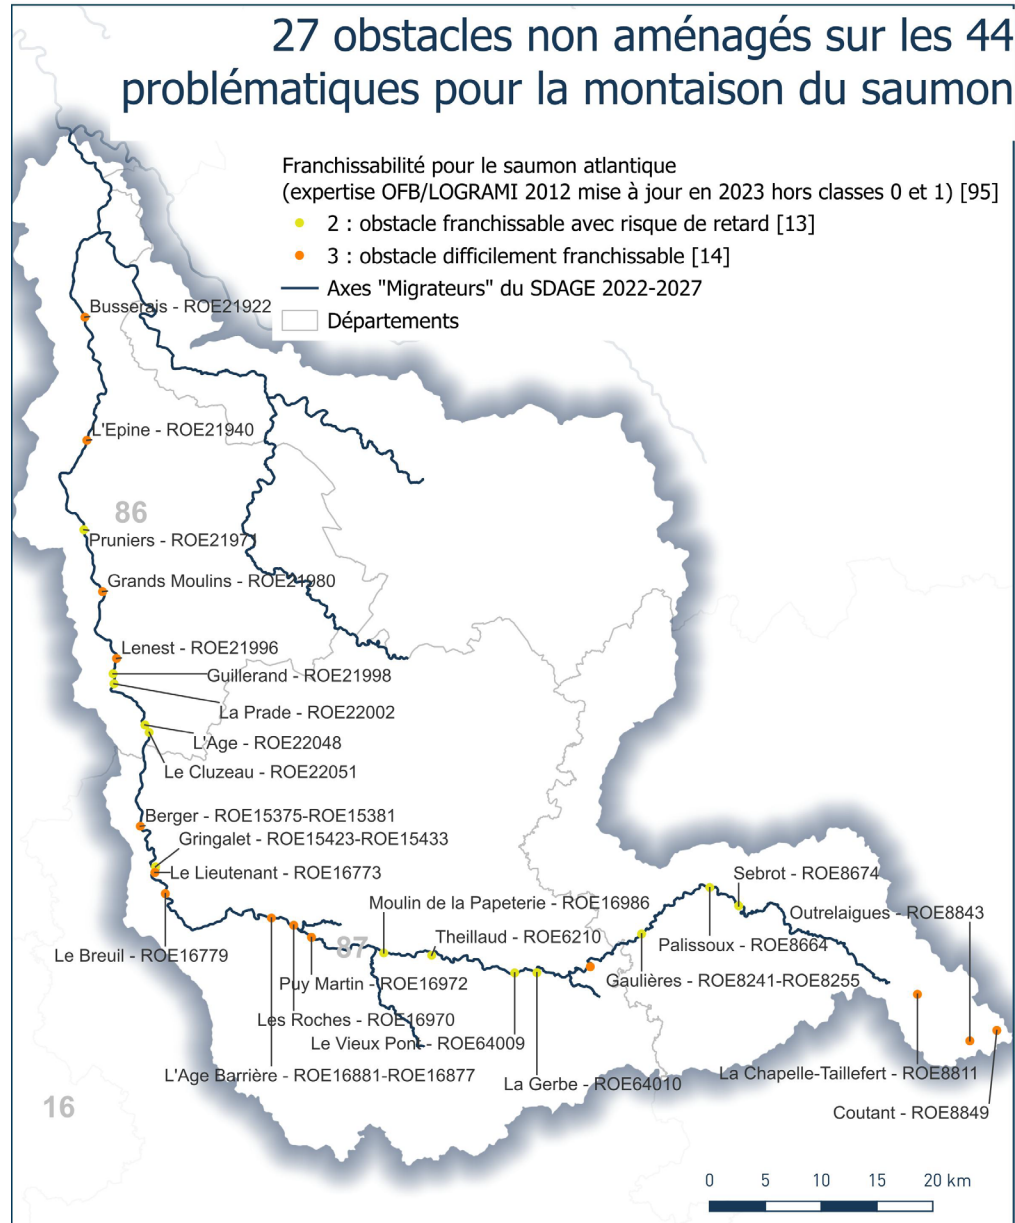 27 obstacles non aménagés sur les 44
problématiques pour la montaison du saumon
Franchissabilité pour le saumon atlantique
(expertise OFB/LOGRAMI 2012 mise à jour en 2023 hors classes 0 et 1) [95]
2 : obstacle franchissable avec risque de retard [13]
3 : obstacle difficilement franchissable [14]
Axes "Migrateurs" du SDAGE 2022-2027
Départements
Busserais - ROE21922
L'Epine - ROE21940
86
Pruniers - ROE21971
Grands Moulins - ROE21980
Lenest - ROE21996
Guillerand - ROE21998
La Prade - ROE22002
L'Age - ROE22048
Le Cluzeau - ROE22051
Berger - ROE15375-ROE15381
Gringalet - ROE15423-ROE15433
Le Lieutenant - ROE16773
Sebrot - ROE8674
Moulin de la Papeterie - ROE16986
Outrelaigues - ROE8843
Theillaud - ROE6210
Palissoux - ROE8664
87
Le Breuil - ROE16779
Puy Martin - ROE16972
Gaulières - ROE8241-ROE8255
Les Roches - ROE16970
Le Vieux Pont - ROE64009
L'Age Barrière - ROE16881-ROE16877
La Gerbe - ROE64010
La Chapelle-Taillefert - ROE8811
Coutant - ROE8849
16
0 5 10 15 20 km